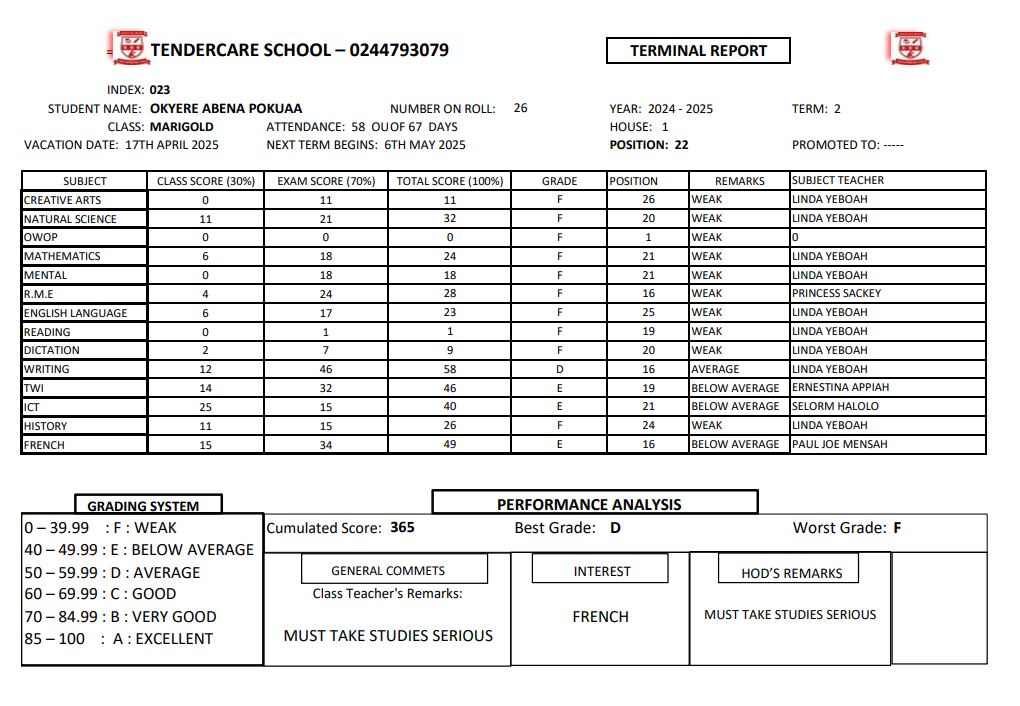 TENDERCARE SCHOOL – 0244793079
TERMINAL REPORT
INDEX: 023
STUDENT NAME: OKYERE ABENA POKUAA NUMBER ON ROLL: 26 YEAR: 2024 - 2025 TERM: 2
CLASS: MARIGOLD ATTENDANCE: 58 OUOF 67 DAYS HOUSE: 1
VACATION DATE: 17TH APRIL 2025 NEXT TERM BEGINS: 6TH MAY 2025 POSITION: 22 PROMOTED TO: -----
SUBJECT CLASS SCORE (30%) EXAM SCORE (70%) TOTAL SCORE (100%) GRADE POSITION REMARKS SUBJECT TEACHER
CREATIVE ARTS 0 11 11 F 26 WEAK LINDA YEBOAH
NATURAL SCIENCE 11 21 32 F 20 WEAK LINDA YEBOAH
OWOP 0 0 0 F 1 WEAK 0
MATHEMATICS 6 18 24 F 21 WEAK LINDA YEBOAH
MENTAL 0 18 18 F 21 WEAK LINDA YEBOAH
R.M.E 4 24 28 F 16 WEAK PRINCESS SACKEY
ENGLISH LANGUAGE 6 17 23 F 25 WEAK LINDA YEBOAH
READING 0 1 1 F 19 WEAK LINDA YEBOAH
DICTATION 2 7 9 F 20 WEAK LINDA YEBOAH
WRITING 12 46 58 D 16 AVERAGE LINDA YEBOAH
TWI 14 32 46 E 19 BELOW AVERAGE ERNESTINA APPIAH
ICT 25 15 40 E 21 BELOW AVERAGE SELORM HALOLO
HISTORY 11 15 26 F 24 WEAK LINDA YEBOAH
FRENCH 15 34 49 E 16 BELOW AVERAGE PAUL JOE MENSAH
GRADING SYSTEM
0 – 39.99 : F : WEAK
40 – 49.99 : E : BELOW AVERAGE
50 – 59.99 : D : AVERAGE
60 – 69.99 : C : GOOD
70 – 84.99 : B : VERY GOOD
85 – 100 : A : EXCELLENT
PERFORMANCE ANALYSIS
Cumulated Score: 365 Best Grade: D Worst Grade: F
GENERAL COMMETS
Class Teacher's Remarks:
MUST TAKE STUDIES SERIOUS
INTEREST
FRENCH
HOD'S REMARKS
MUST TAKE STUDIES SERIOUS